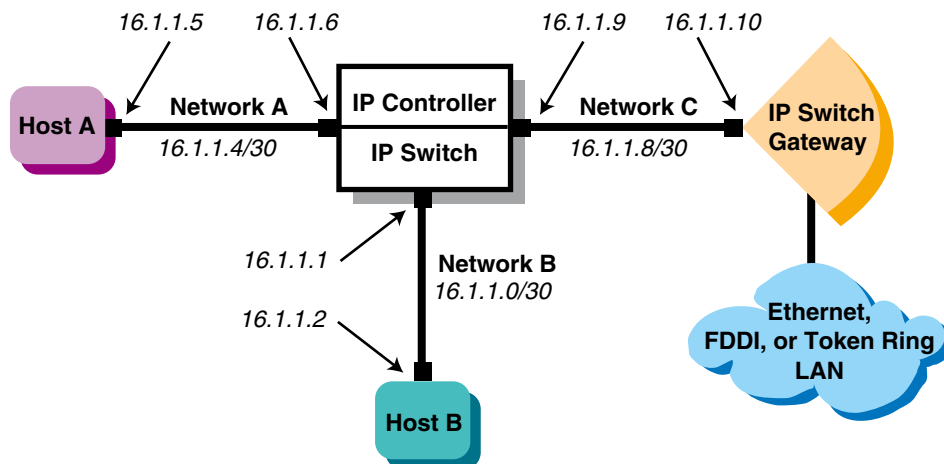 16.1.1.5
16.1.1.6
16.1.1.9
16.1.1.10
Host A
Network A
16.1.1.4/30
IP Controller
IP Switch
Network C
16.1.1.8/30
IP Switch
Gateway
16.1.1.1
Network B
16.1.1.0/30
16.1.1.2
Host B
Ethernet,
FDDI, or Token Ring
LAN